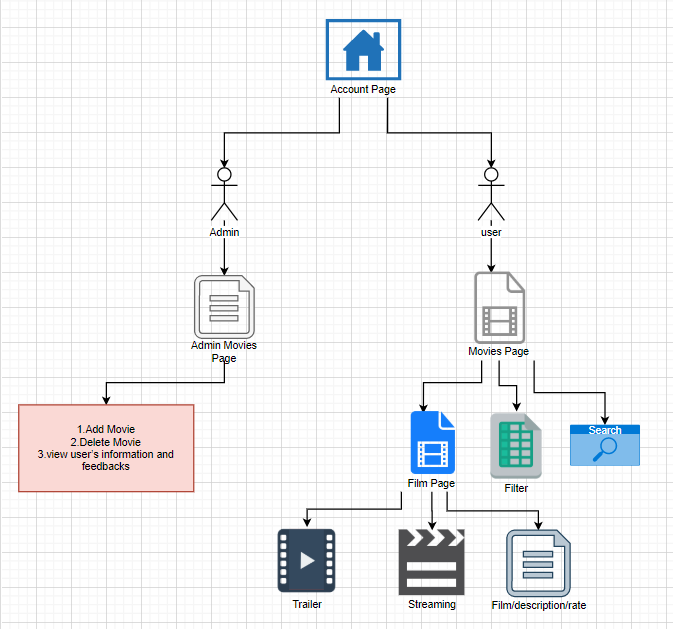 Account Page
Admin
user
Admin Movies
Page
Movies Page
1.Add Movie
2.Delete Movie
3.view user's information and
feedbacks
Search
Film Page
Filter
Trailer
Streaming
Film/description/rate